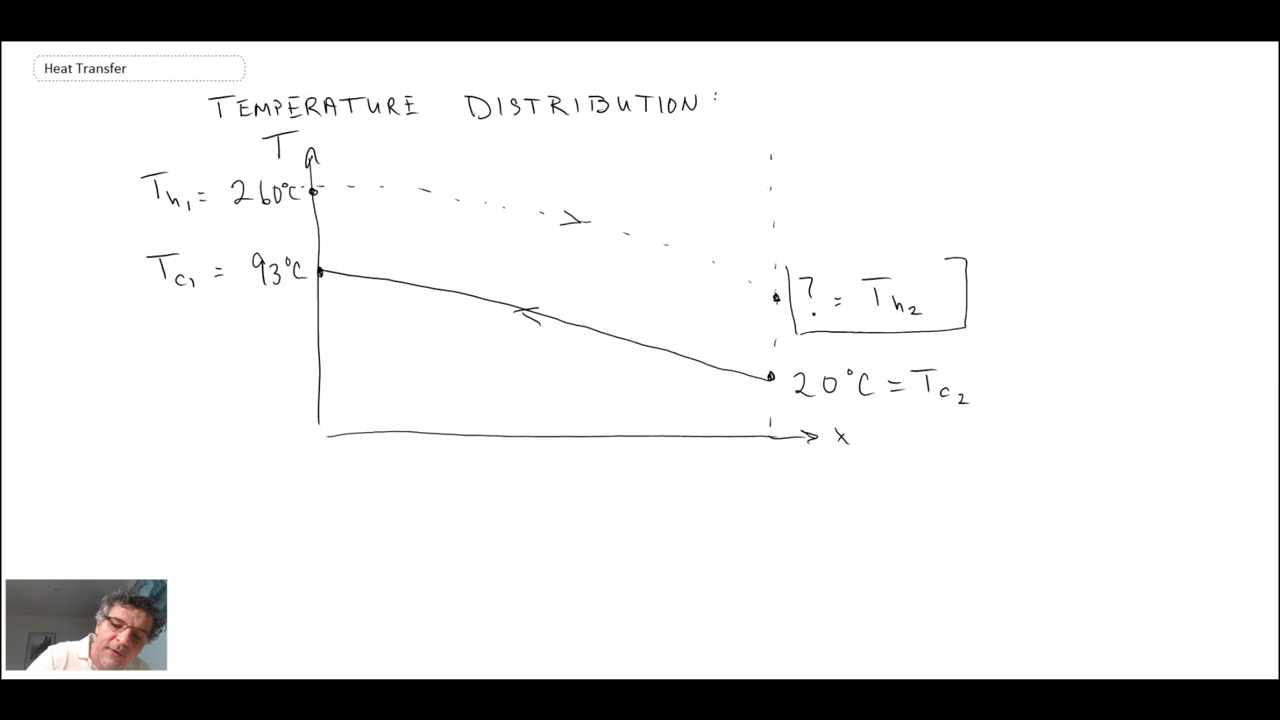 Heat Transfer
TEMPERATURE DISTRIBUTION:
T
Th1 = 260°C
Tc1 = 93°C
? = Th2
20°C = Tc2
x